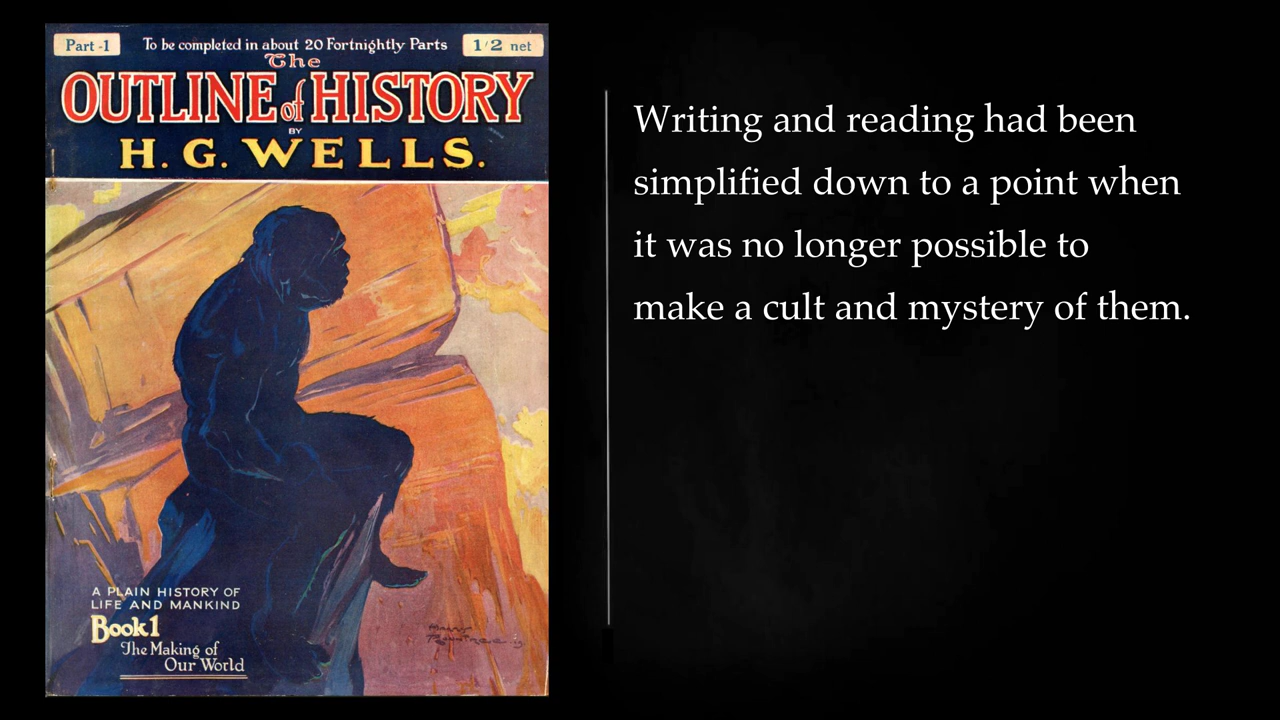 Part -1
To be completed in about 20 Fortnightly Parts
1/2 net
The
OUTLINE of HISTORY
BY
H. G. WELLS.
A PLAIN HISTORY OF
LIFE AND MANKIND
Book 1
The Making of
Our World
Writing and reading had been
simplified down to a point when
it was no longer possible to
make a cult and mystery of them.